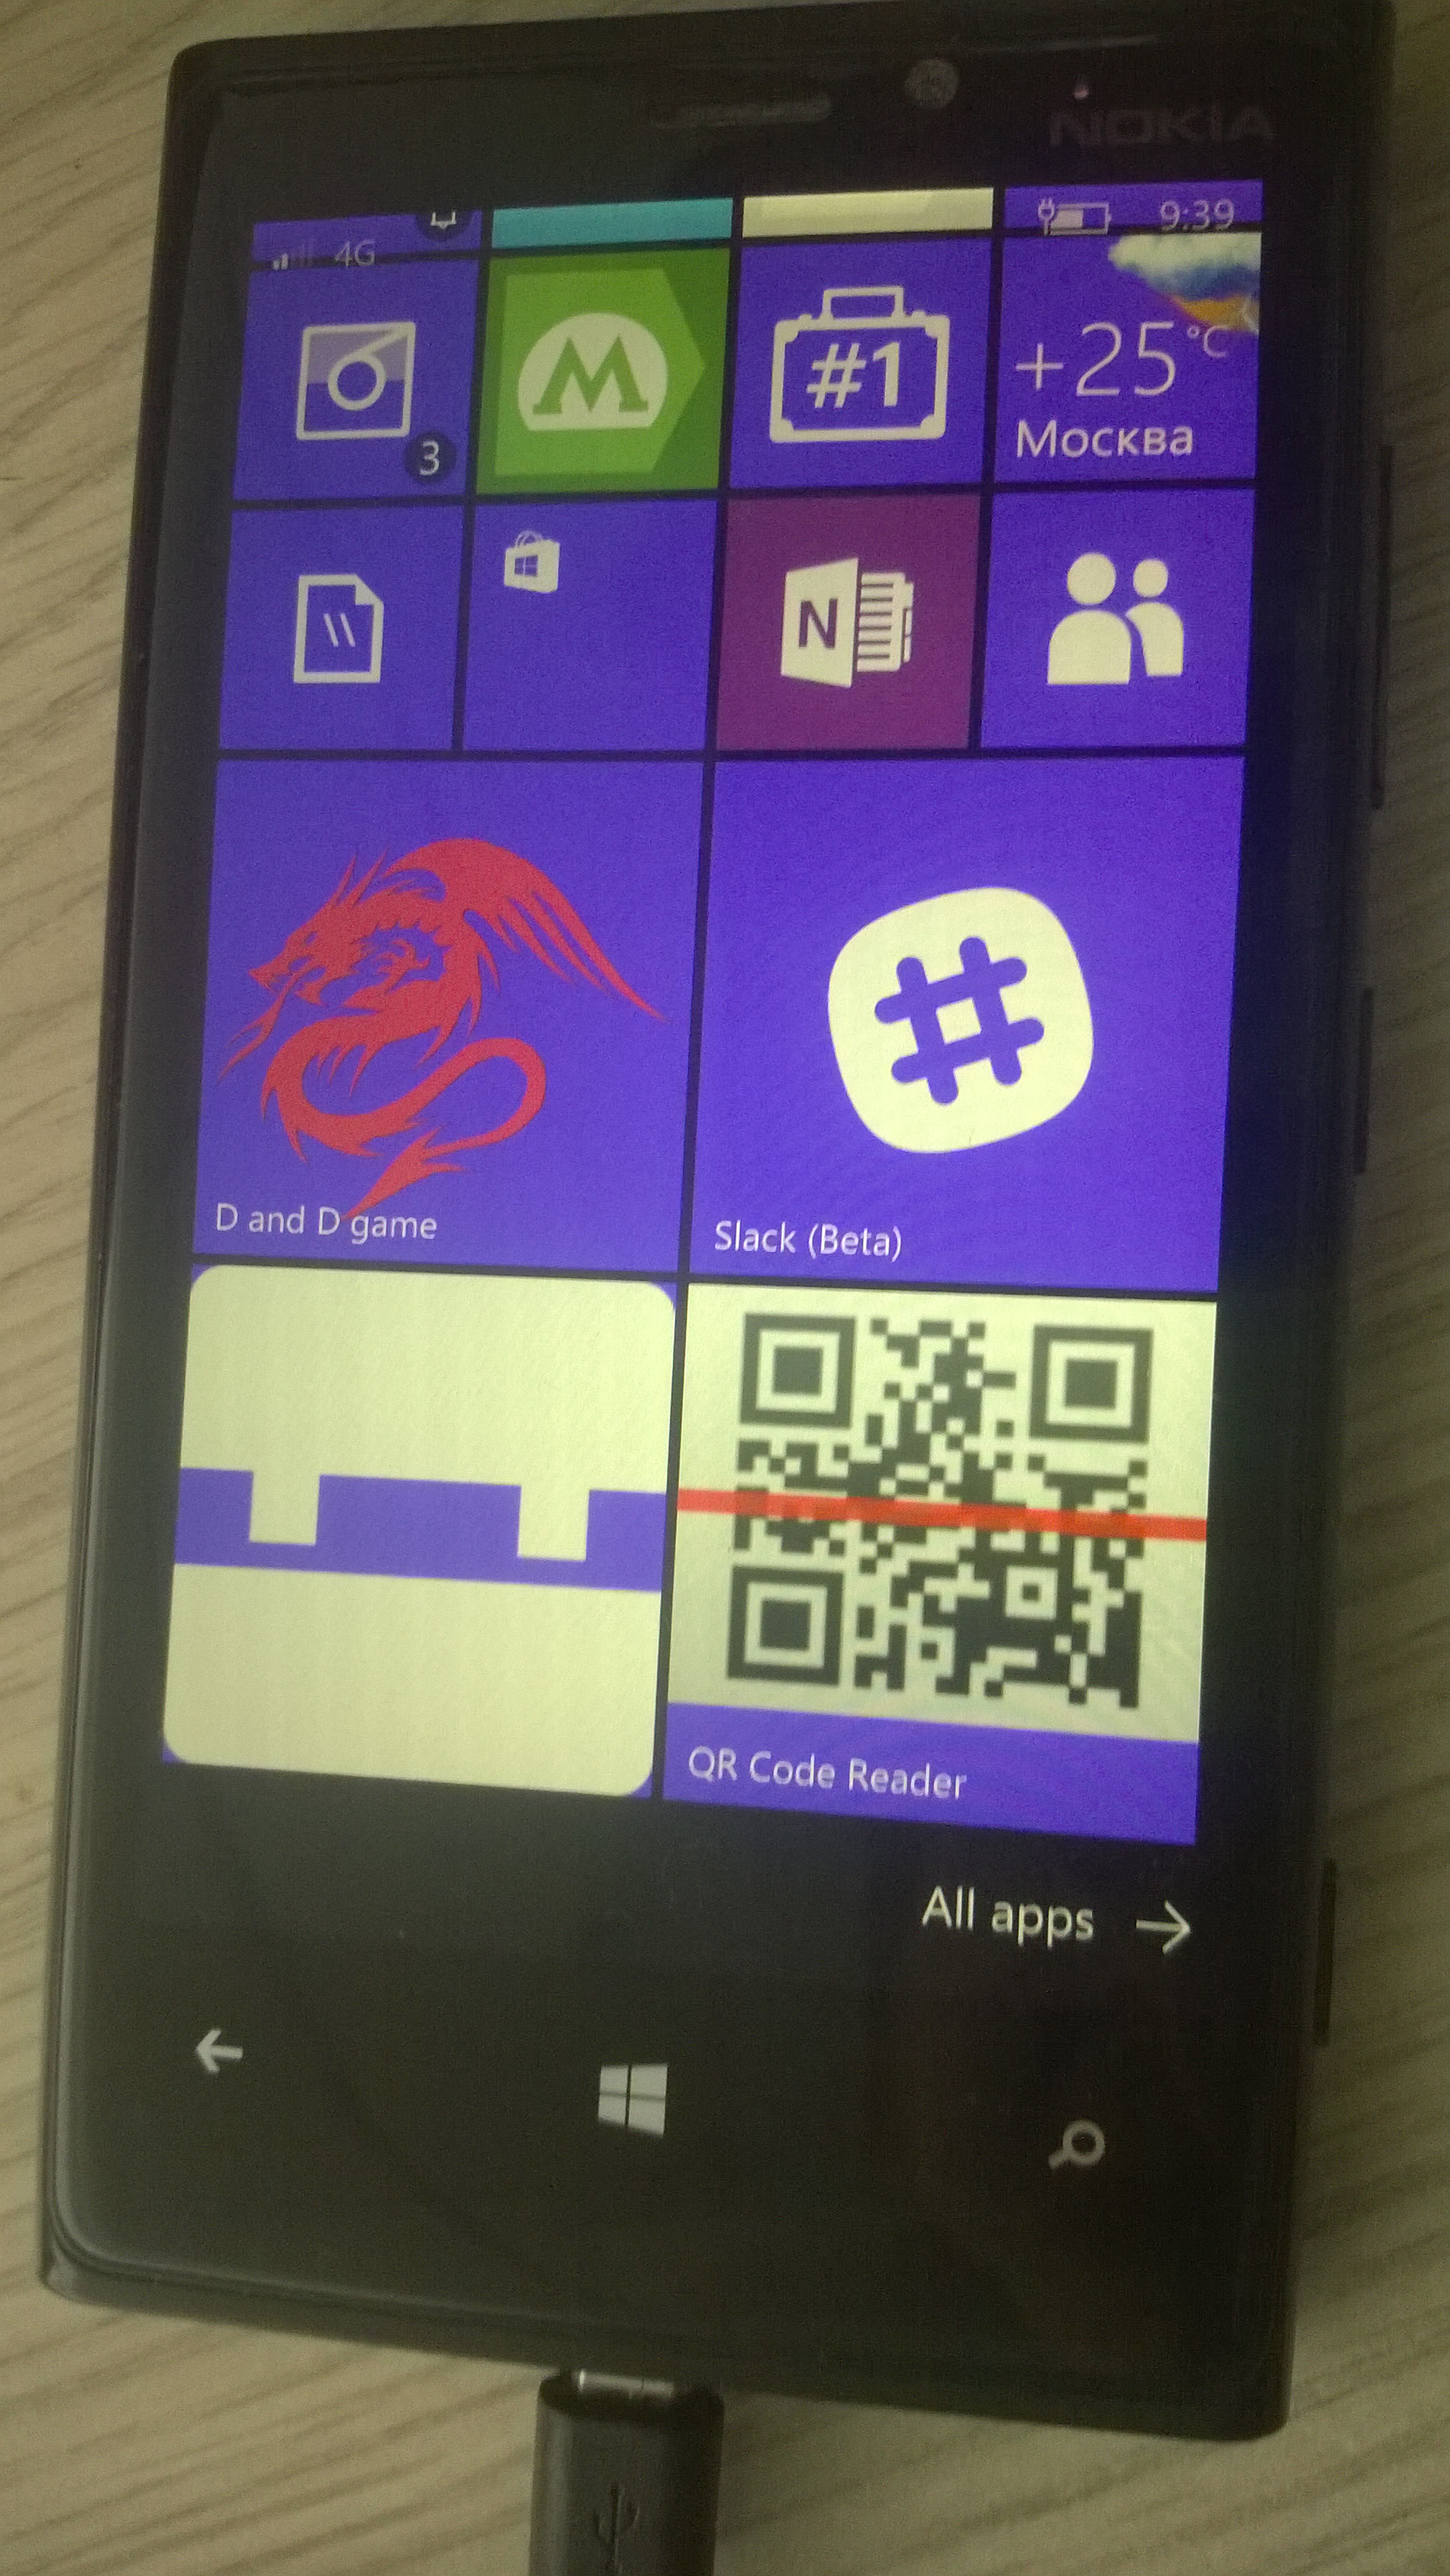 NOKIA
4G
9:39
M
#1
+25°C
Москва
3
N
D and D game
Slack (Beta)
QR Code Reader
All apps